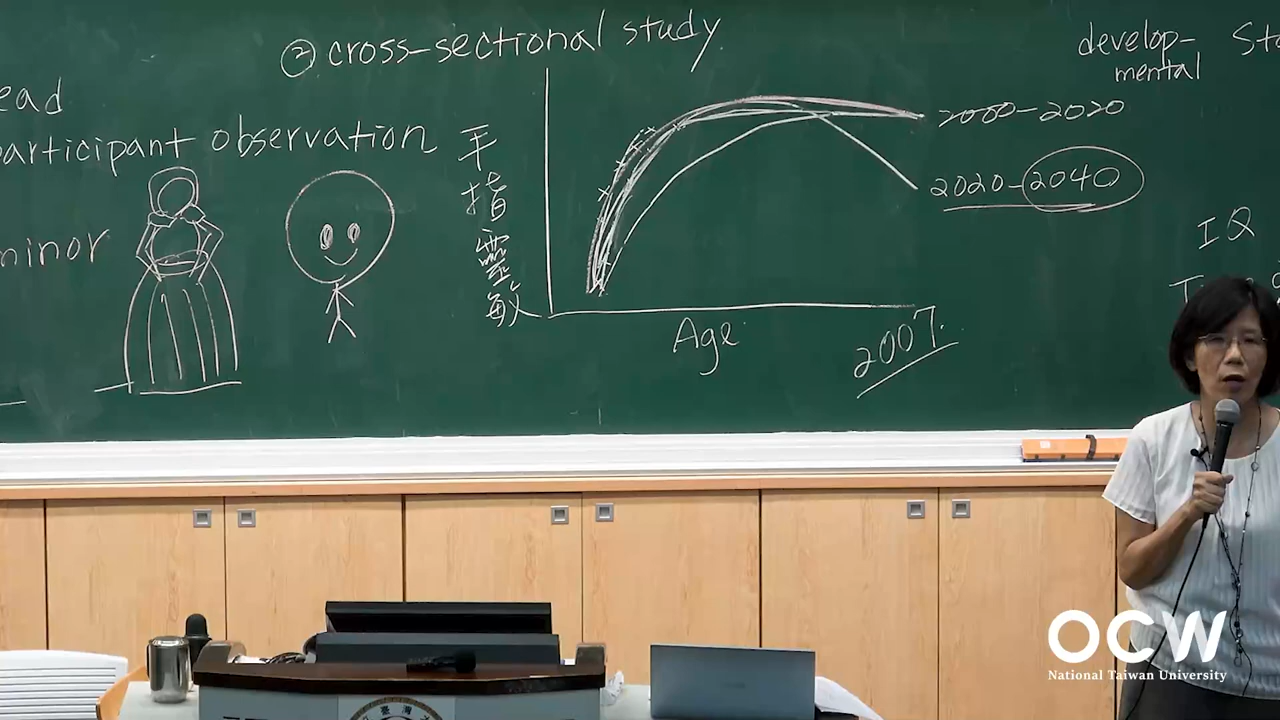 ② cross-sectional study.
develop-
mental
ead
articipant observation
minor
手
指
靈
敏
2000-2020
2020-2040
Age
2007.
IQ
OCW
National Taiwan University